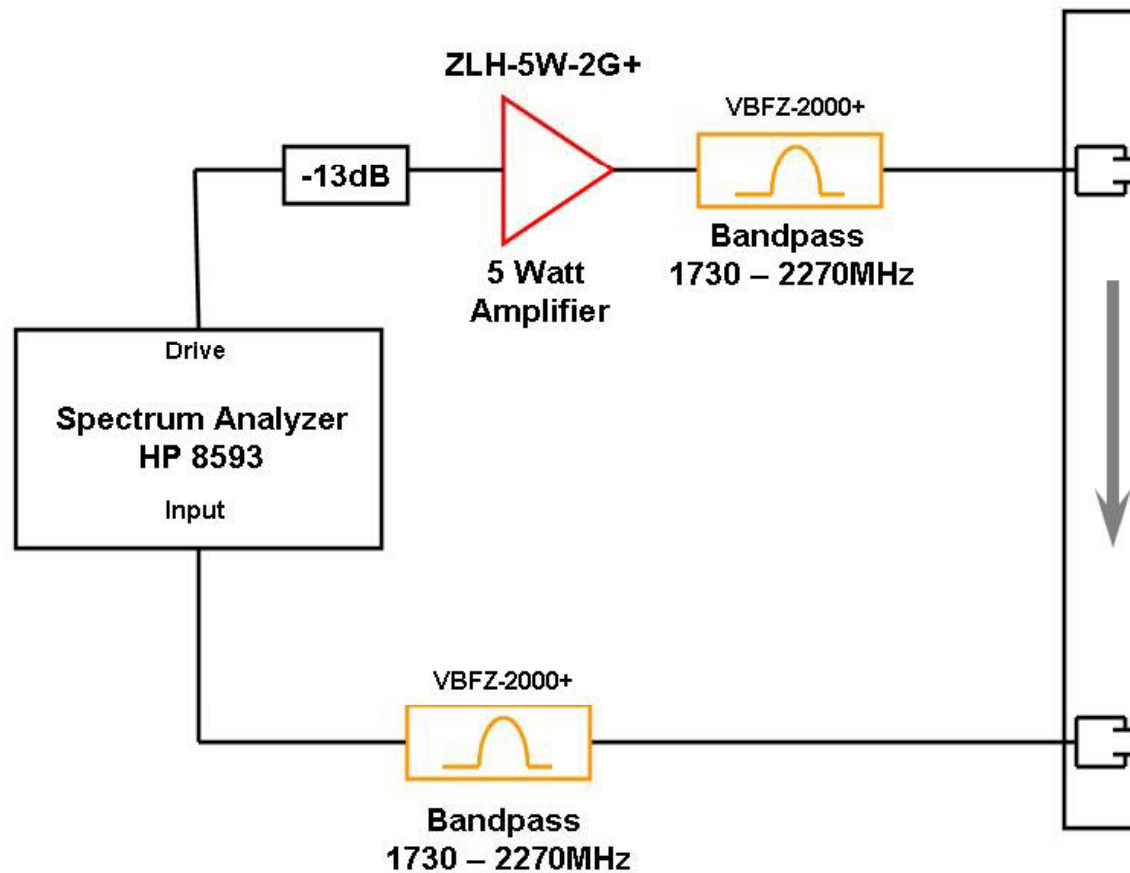 ZLH-5W-2G+
VBFZ-2000+
-13dB
Bandpass
1730 – 2270MHz
5 Watt
Amplifier
Drive
Spectrum Analyzer
HP 8593
Input
VBFZ-2000+
Bandpass
1730 – 2270MHz